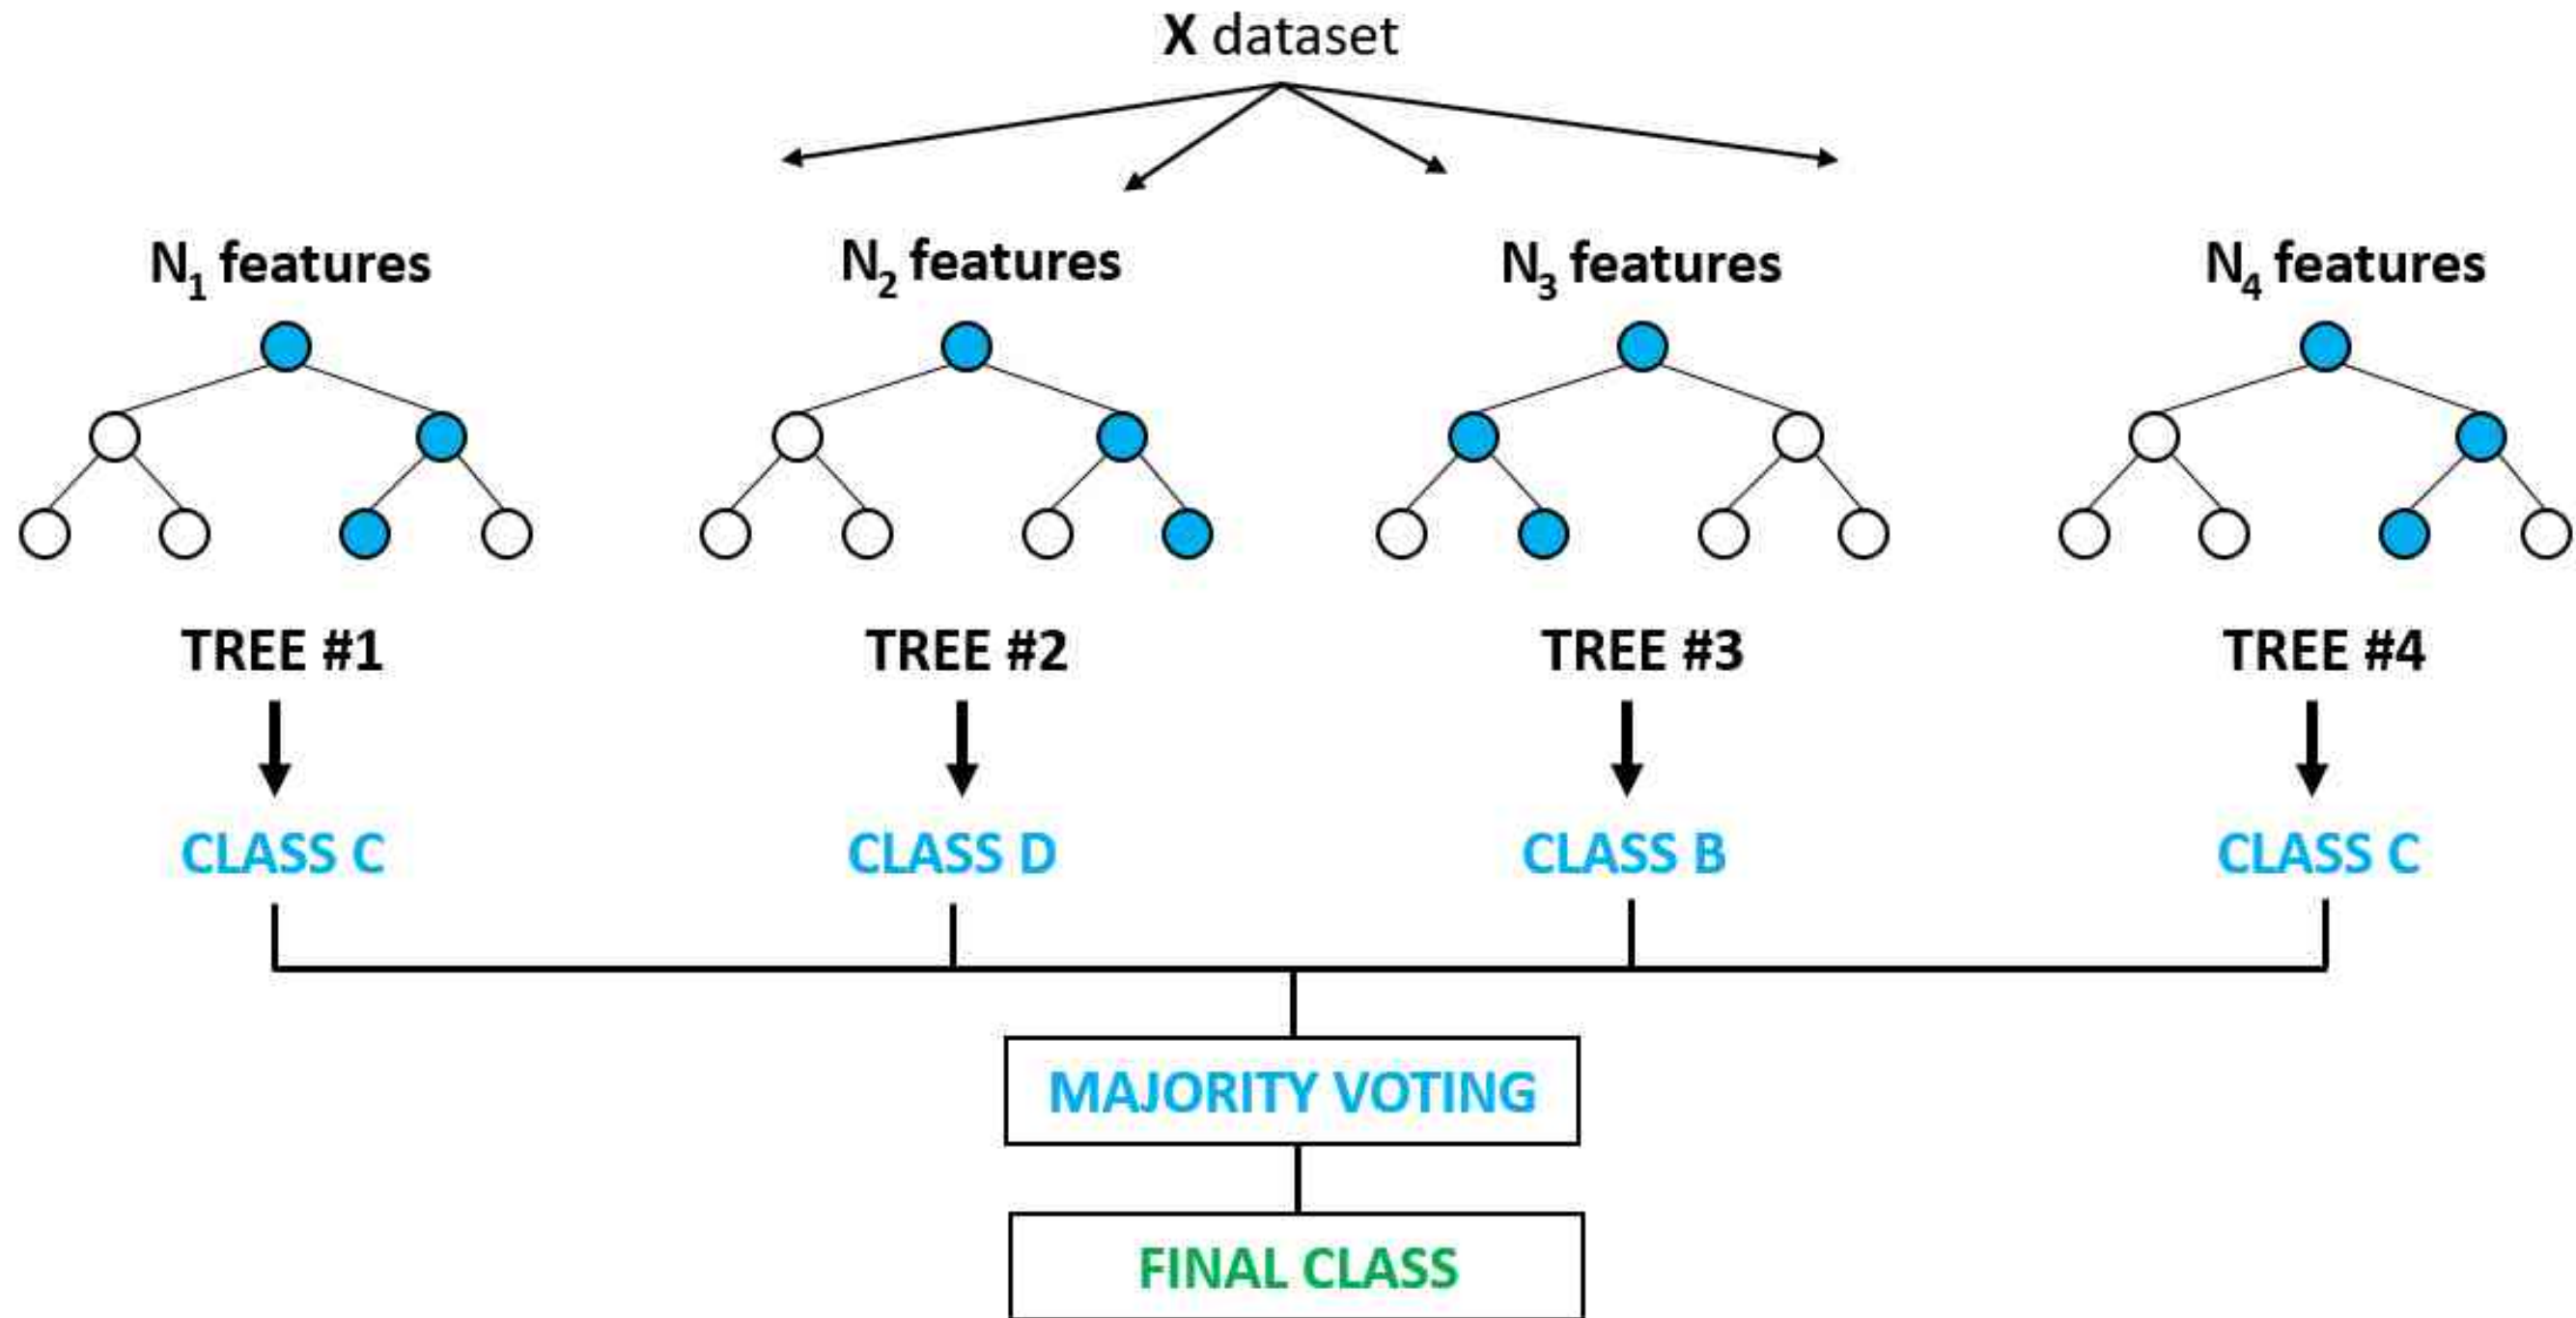 X dataset
N₁ features
N₂ features
N₃ features
N₄ features
TREE #1
TREE #2
TREE #3
TREE #4
CLASS C
CLASS D
CLASS B
CLASS C
MAJORITY VOTING
FINAL CLASS